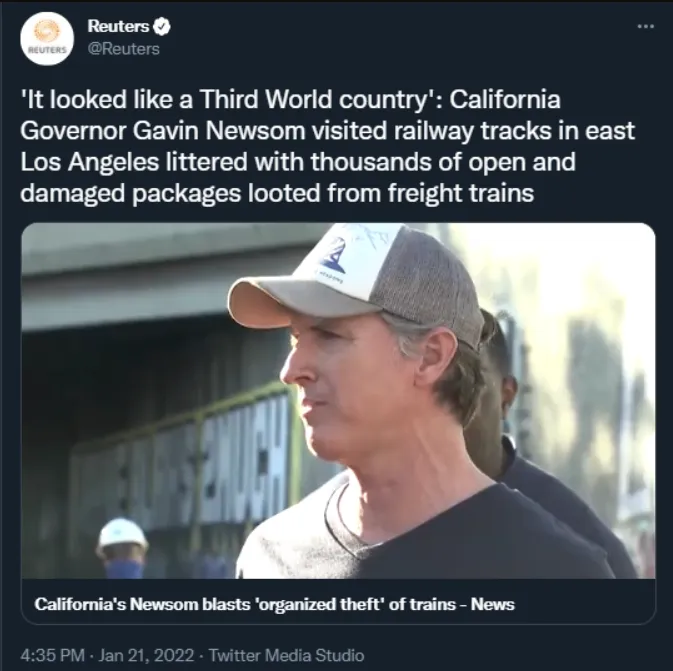 Reuters
@Reuters
REUTERS
'It looked like a Third World country': California
Governor Gavin Newsom visited railway tracks in east
Los Angeles littered with thousands of open and
damaged packages looted from freight trains
California's Newsom blasts 'organized theft' of trains - News
4:35 PM · Jan 21, 2022 · Twitter Media Studio